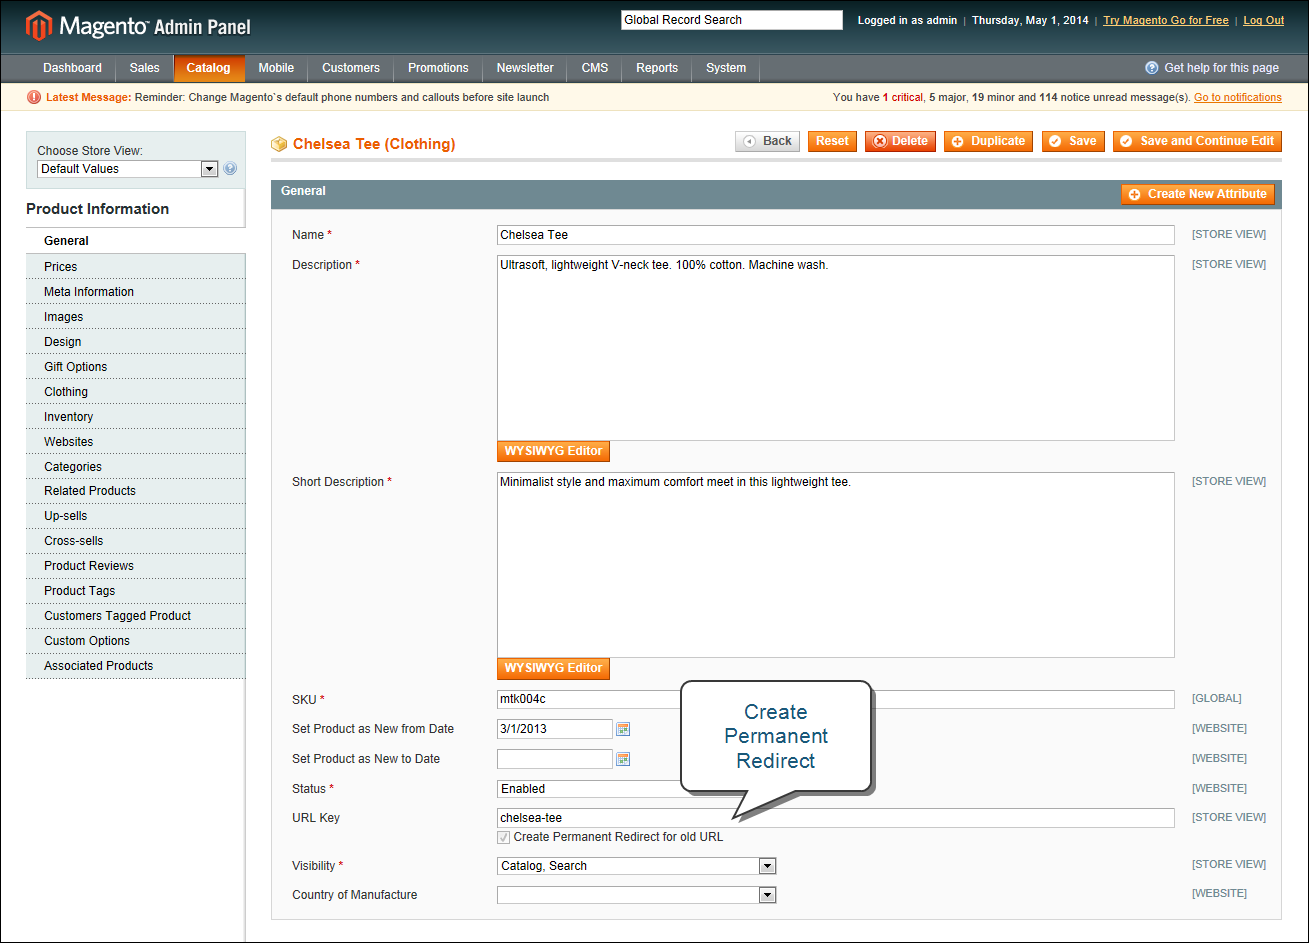 Magento™ Admin Panel
Global Record Search
Logged in as admin | Thursday, May 1, 2014 | Try Magento Go for Free | Log Out
Dashboard Sales Catalog Mobile Customers Promotions Newsletter CMS Reports System
Get help for this page
Latest Message: Reminder: Change Magento`s default phone numbers and callouts before site launch
You have 1 critical, 5 major, 19 minor and 114 notice unread message(s). Go to notifications
Choose Store View:
Default Values
Product Information
General
Prices
Meta Information
Images
Design
Gift Options
Clothing
Inventory
Websites
Categories
Related Products
Up-sells
Cross-sells
Product Reviews
Product Tags
Customers Tagged Product
Custom Options
Associated Products
Chelsea Tee (Clothing)
Back Reset Delete Duplicate Save Save and Continue Edit
General
Create New Attribute
Name * Chelsea Tee [STORE VIEW]
Description * Ultrasoft, lightweight V-neck tee. 100% cotton. Machine wash. [STORE VIEW]
WYSIWYG Editor
Short Description * Minimalist style and maximum comfort meet in this lightweight tee. [STORE VIEW]
WYSIWYG Editor
SKU * mtk004c [GLOBAL]
Set Product as New from Date 3/1/2013 [WEBSITE]
Set Product as New to Date [WEBSITE]
Status * Enabled [WEBSITE]
Create
Permanent
Redirect
URL Key chelsea-tee [STORE VIEW]
Create Permanent Redirect for old URL
Visibility * Catalog, Search [STORE VIEW]
Country of Manufacture [WEBSITE]